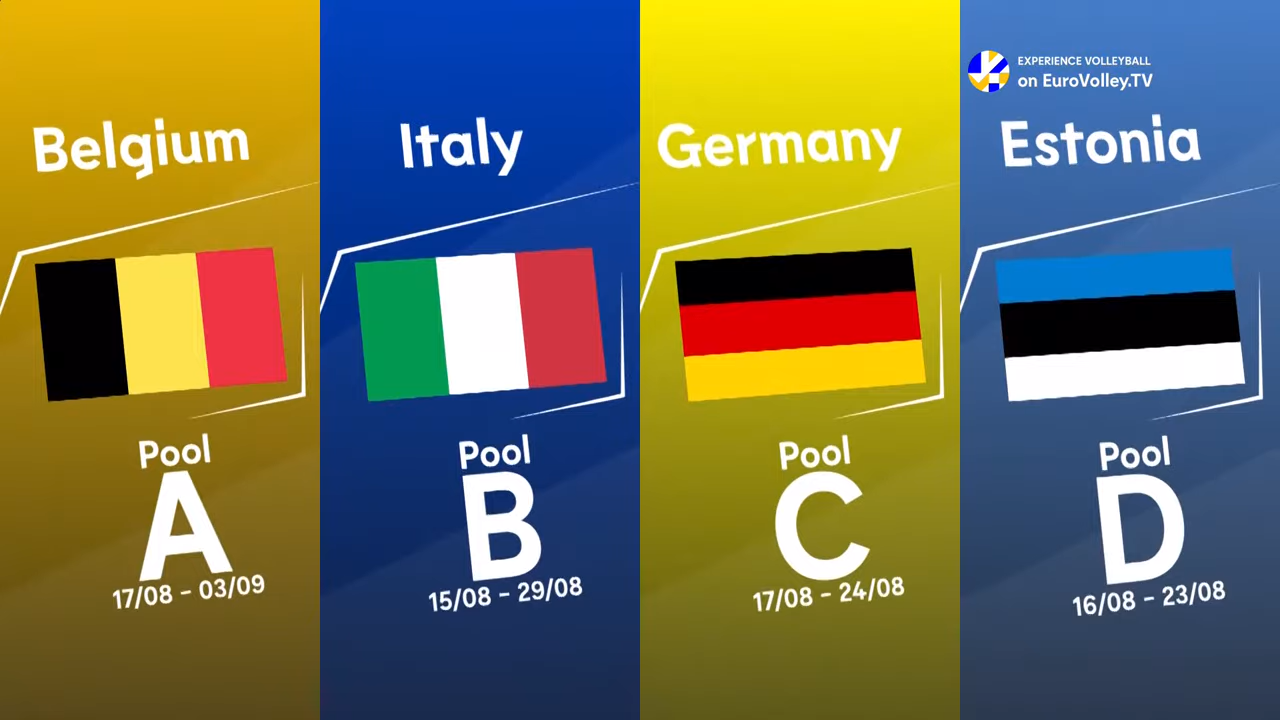 Belgium
Pool
A
17/08 - 03/09
Italy
Pool
B
15/08 - 29/08
Germany
Pool
C
17/08 - 24/08
EXPERIENCE VOLLEYBALL
on EuroVolley.TV
Estonia
Pool
D
16/08 - 23/08